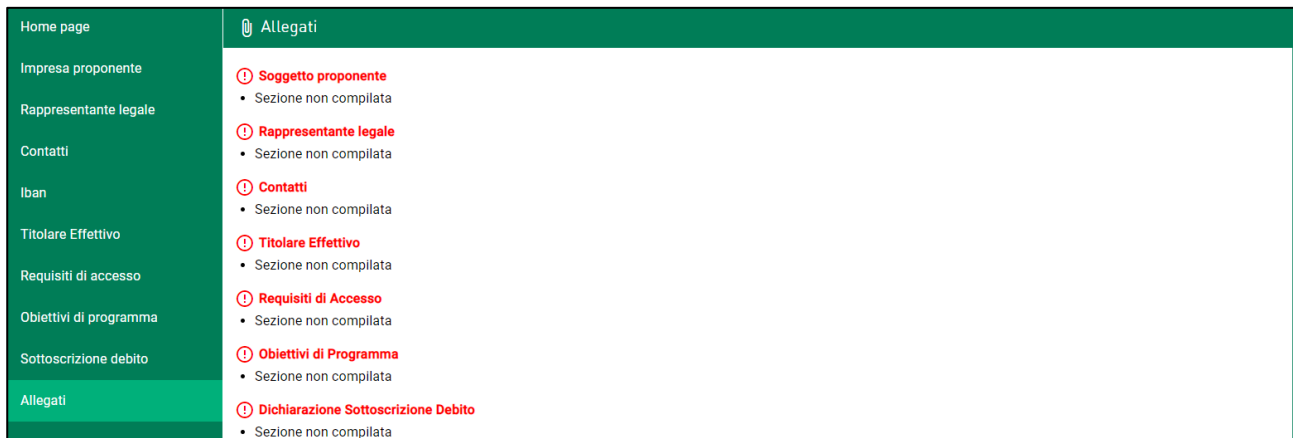 Home page
Impresa proponente
Rappresentante legale
Contatti
Iban
Titolare Effettivo
Requisiti di accesso
Obiettivi di programma
Sottoscrizione debito
Allegati
Allegati
Soggetto proponente
• Sezione non compilata
Rappresentante legale
• Sezione non compilata
Contatti
• Sezione non compilata
Titolare Effettivo
• Sezione non compilata
Requisiti di Accesso
• Sezione non compilata
Obiettivi di Programma
• Sezione non compilata
Dichiarazione Sottoscrizione Debito
• Sezione non compilata